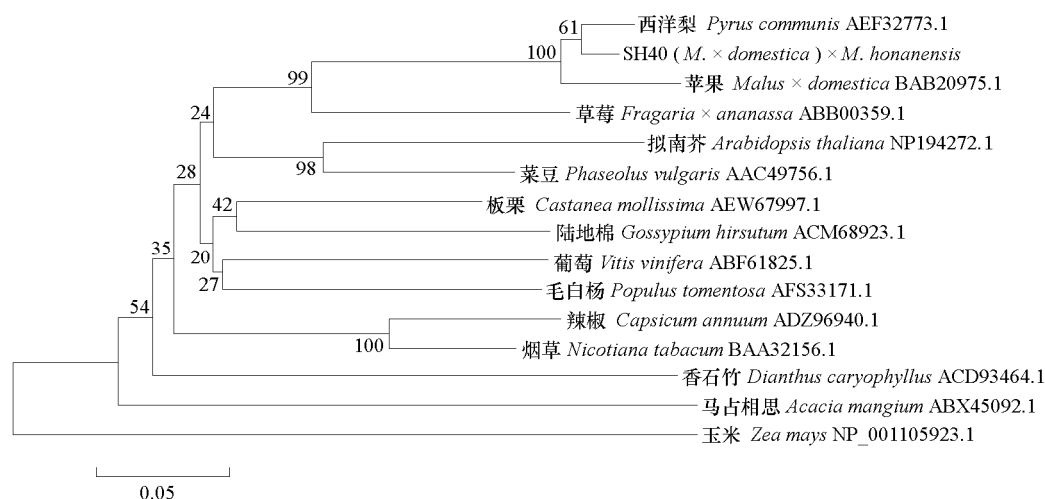 61
西洋梨 Pyrus communis AEF32773.1
100
SH40 (M. × domestica) × M. honanensis
99
苹果 Malus × domestica BAB20975.1
24
草莓 Fragaria × ananassa ABB00359.1
拟南芥 Arabidopsis thaliana NP194272.1
98
28
菜豆 Phaseolus vulgaris AAC49756.1
42
板栗 Castanea mollissima AEW67997.1
陆地棉 Gossypium hirsutum ACM68923.1
35
20
葡萄 Vitis vinifera ABF61825.1
27
毛白杨 Populus tomentosa AFS33171.1
54
辣椒 Capsicum annuum ADZ96940.1
100
烟草 Nicotiana tabacum BAA32156.1
香石竹 Dianthus caryophyllus ACD93464.1
马占相思 Acacia mangium ABX45092.1
玉米 Zea mays NP_001105923.1
0.05